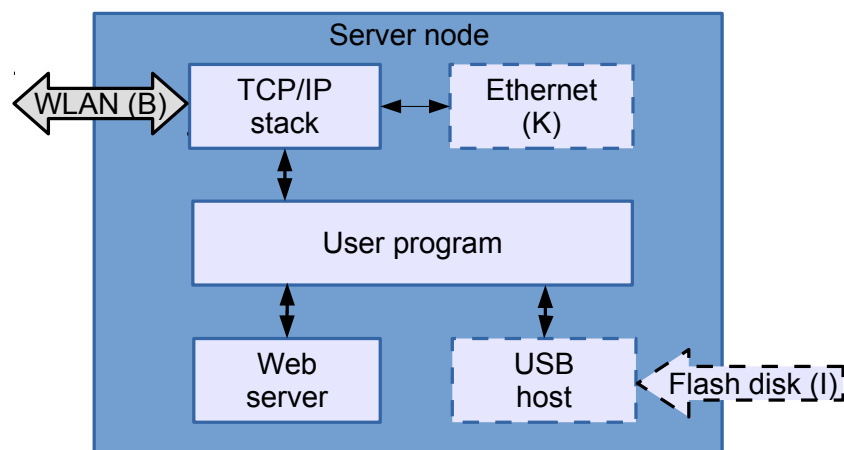 Server node
WLAN (B)
TCP/IP
stack
Ethernet
(K)
User program
Web
server
USB
host
Flash disk (I)